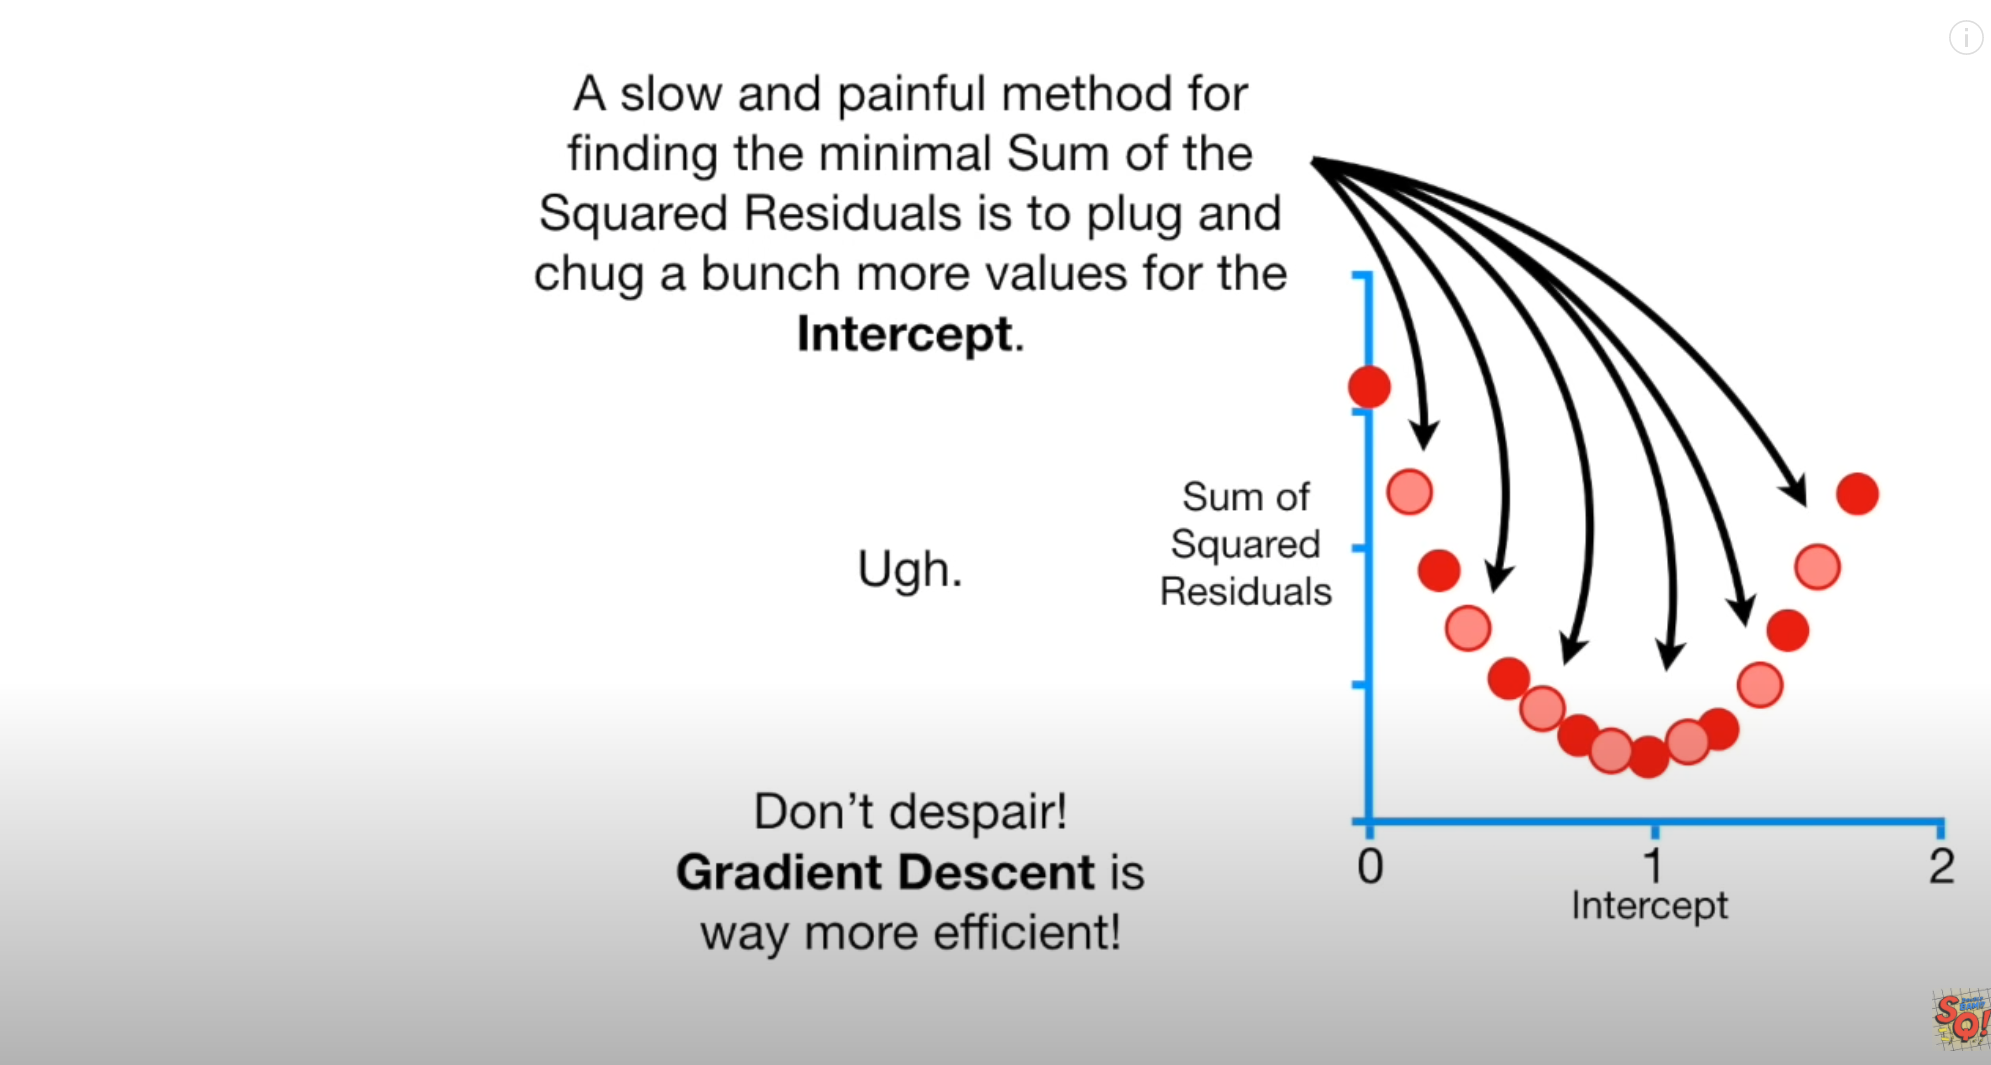 A slow and painful method for
finding the minimal Sum of the
Squared Residuals is to plug and
chug a bunch more values for the
Intercept.
Ugh.
Don't despair!
Gradient Descent is
way more efficient!
Sum of
Squared
Residuals
0 1 2
Intercept
SQ!